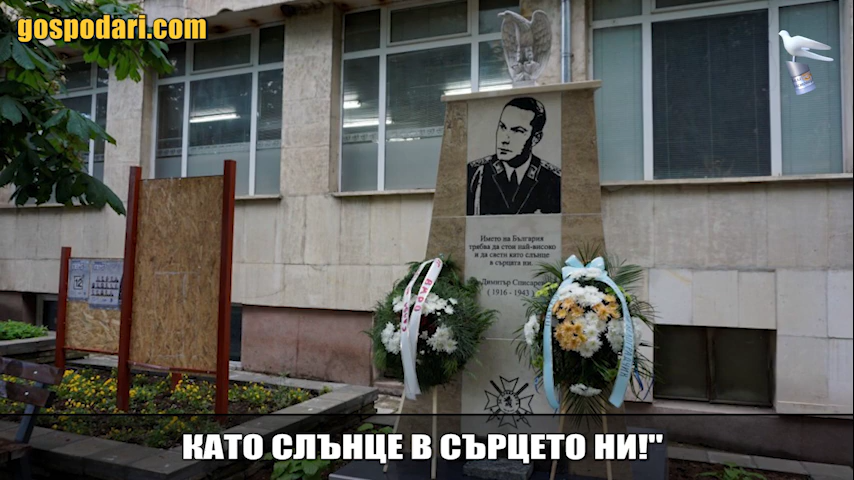 gospodari.com
Името на България
трябва да стои най-високо
и да свети като слънце
в сърцата ни.
Димитър Списаревски
( 1916 - 1943 )
КАТО СЛЪНЦЕ В СЪРЦЕТО НИ!"